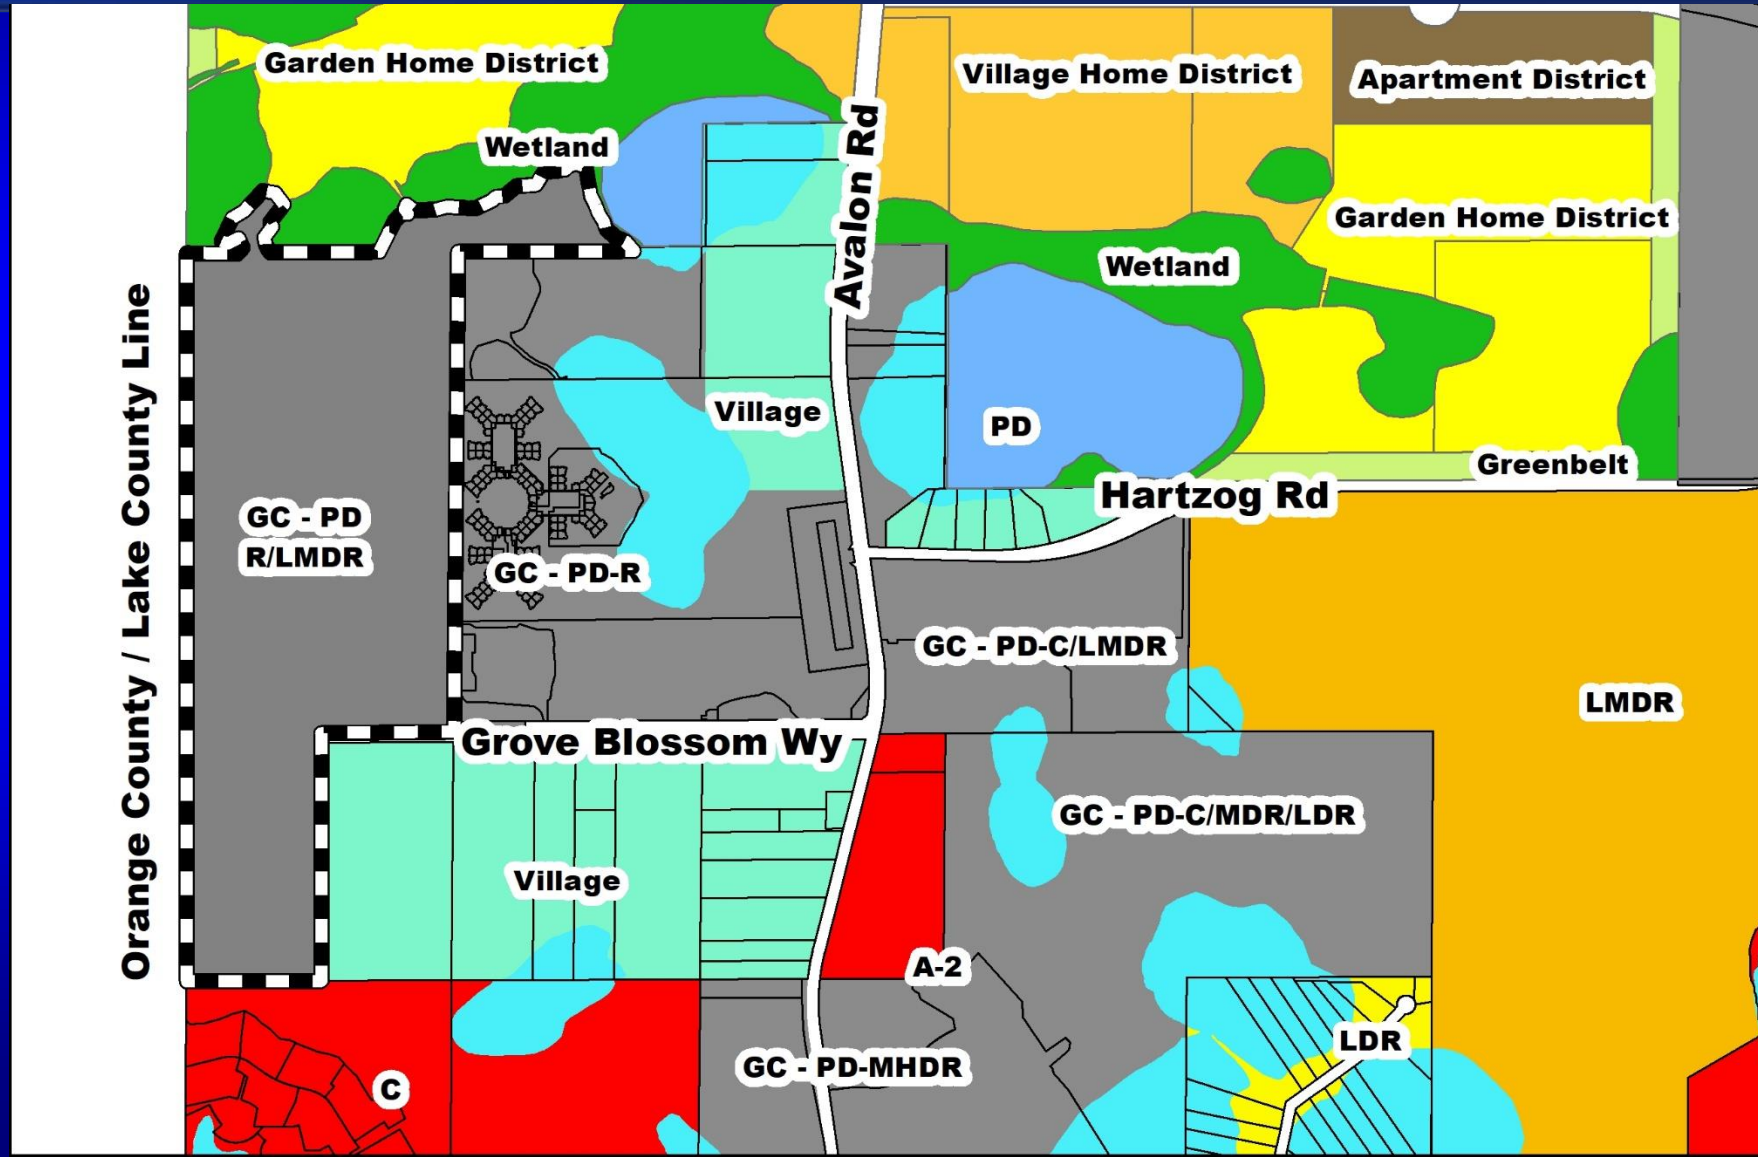 Garden Home District
Village Home District
Apartment District
Wetland
Avalon Rd
Garden Home District
Wetland
Orange County / Lake County Line
Village
PD
Greenbelt
Hartzog Rd
GC - PD
R/LMDR
GC - PD-R
GC - PD-C/LMDR
LMDR
Grove Blossom Wy
GC - PD-C/MDR/LDR
Village
A-2
LDR
GC - PD-MHDR
C